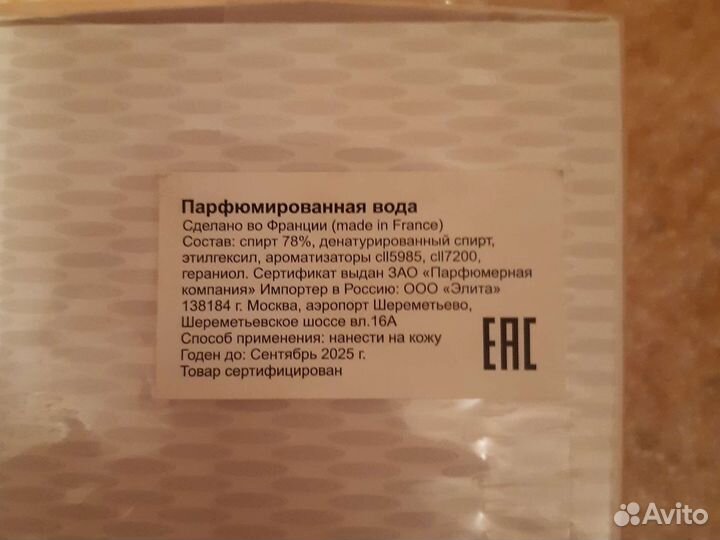 Парфюмированная вода
Сделано во Франции (made in France)
Состав: спирт 78%, денатурированный спирт,
этилгексил, ароматизаторы cll5985, cll7200,
гераниол. Сертификат выдан ЗАО «Парфюмерная
компания» Импортер в Россию: ООО «Элита»
138184 г. Москва, аэропорт Шереметьево,
Шереметьевское шоссе вл.16А
Способ применения: нанести на кожу
Годен до: Сентябрь 2025 г.
Товар сертифицирован
EAC
Avito